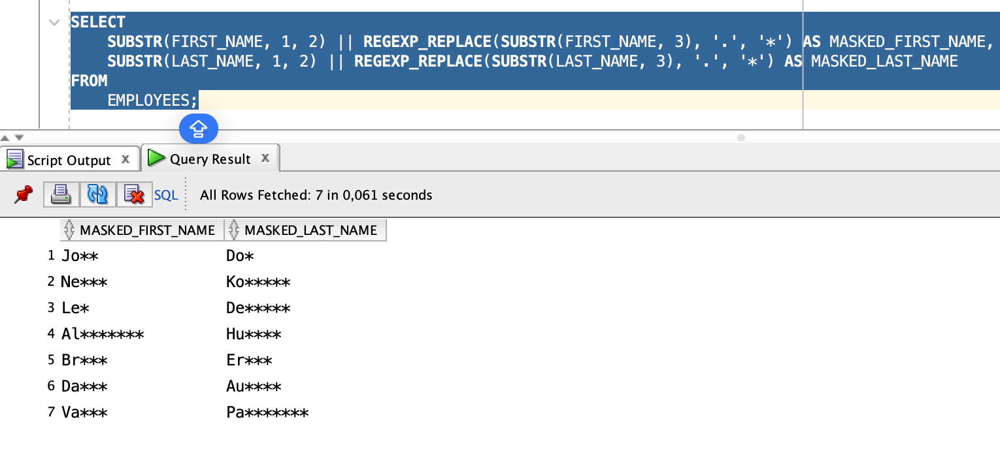 SELECT
SUBSTR(FIRST_NAME, 1, 2) || REGEXP_REPLACE(SUBSTR(FIRST_NAME, 3), '.', '*') AS MASKED_FIRST_NAME,
SUBSTR(LAST_NAME, 1, 2) || REGEXP_REPLACE(SUBSTR(LAST_NAME, 3), '.', '*') AS MASKED_LAST_NAME
FROM
EMPLOYEES;
Script Output x Query Result x
SQL All Rows Fetched: 7 in 0,061 seconds
MASKED_FIRST_NAME MASKED_LAST_NAME
1 Jo** Do*
2 Ne*** Ko*****
3 Le* De*****
4 Al******* Hu****
5 Br*** Er***
6 Da*** Au****
7 Va*** Pa*******